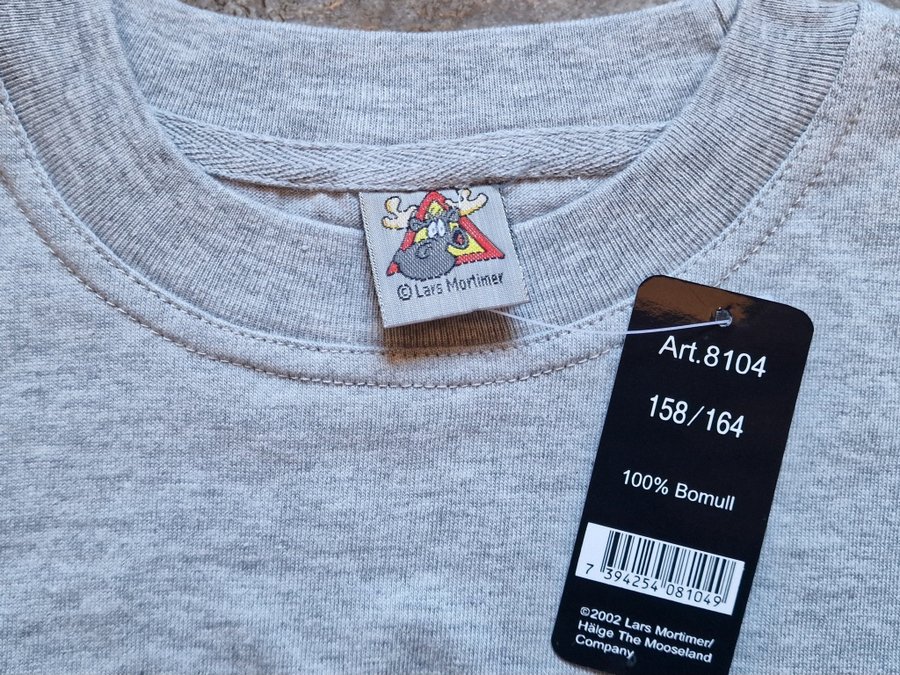 © Lars Mortimer
Art.8104
158/164
100% Bomull
7 394254 081049
©2002 Lars Mortimer/
Hälge The Mooseland
Company